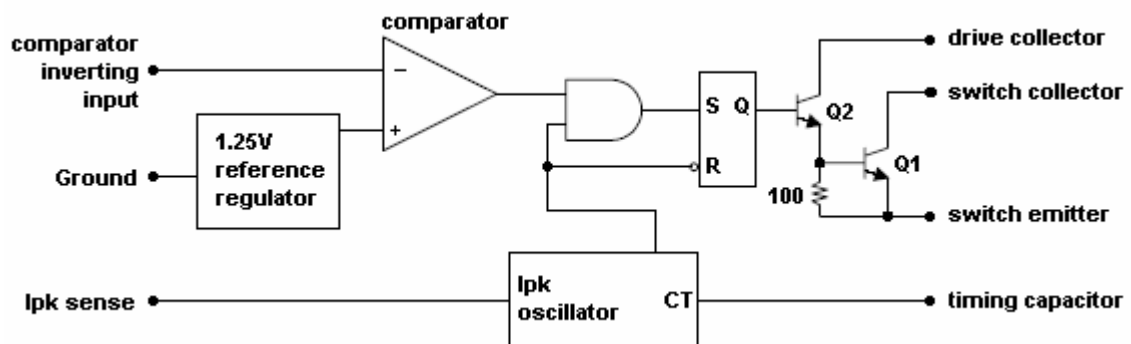 comparator
comparator
inverting
input
−
+
1.25V
reference
regulator
Ground
S Q
R
Q2
Q1
100
drive collector
switch collector
switch emitter
Ipk sense
Ipk
oscillator
CT
timing capacitor